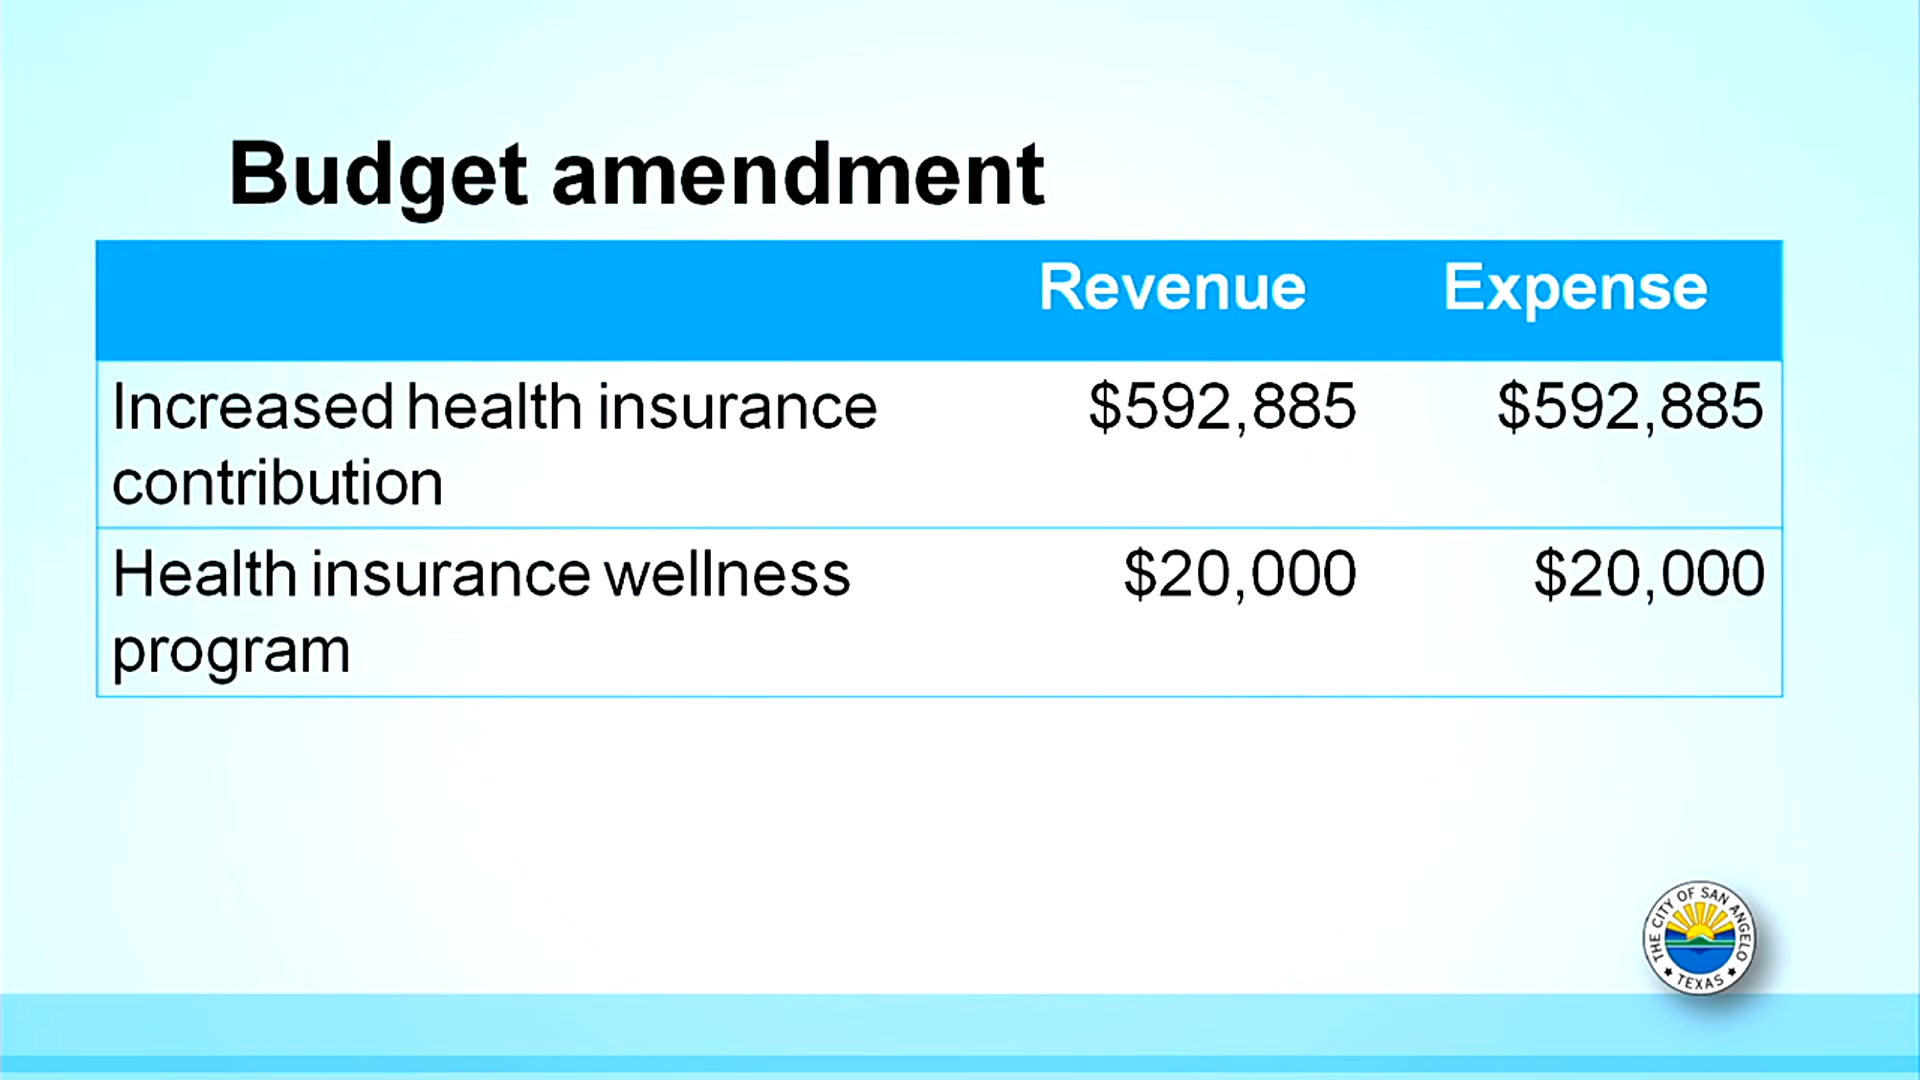 Budget amendment
Revenue Expense
Increased health insurance $592,885 $592,885
contribution
Health insurance wellness $20,000 $20,000
program
THE CITY OF SAN ANGELO
TEXAS